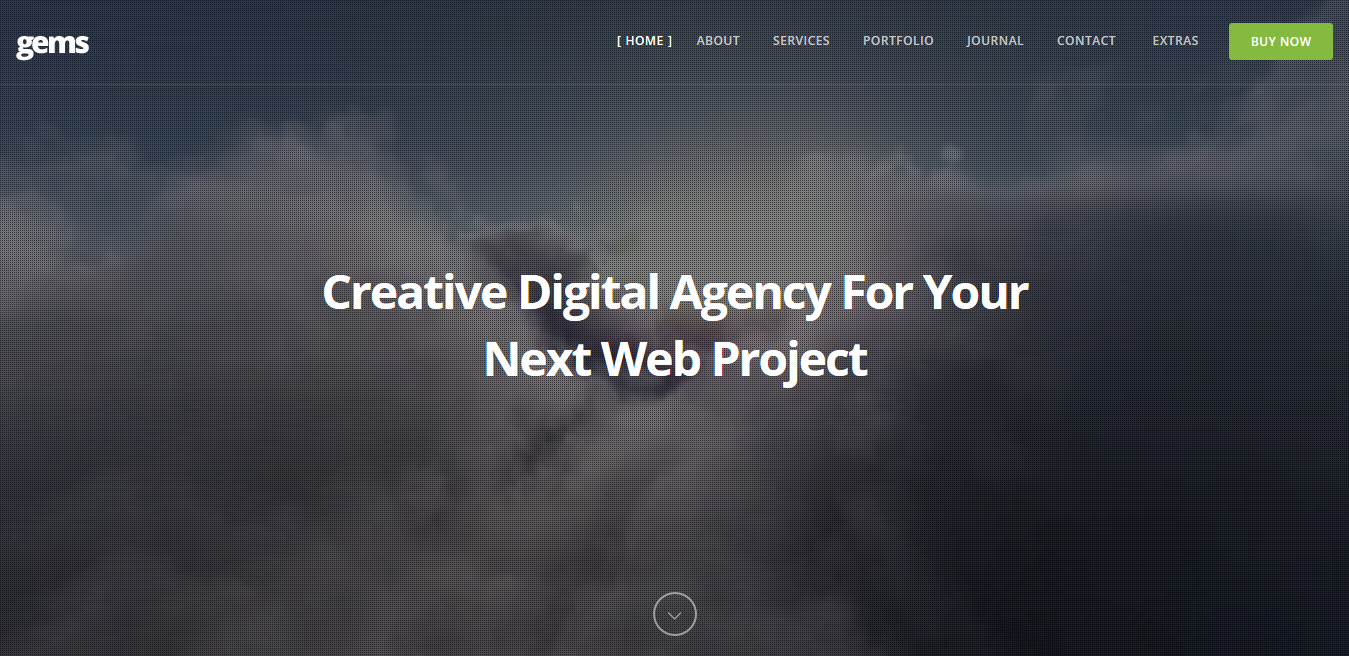 gems
[ HOME ] ABOUT SERVICES PORTFOLIO JOURNAL CONTACT EXTRAS BUY NOW
Creative Digital Agency For Your
Next Web Project